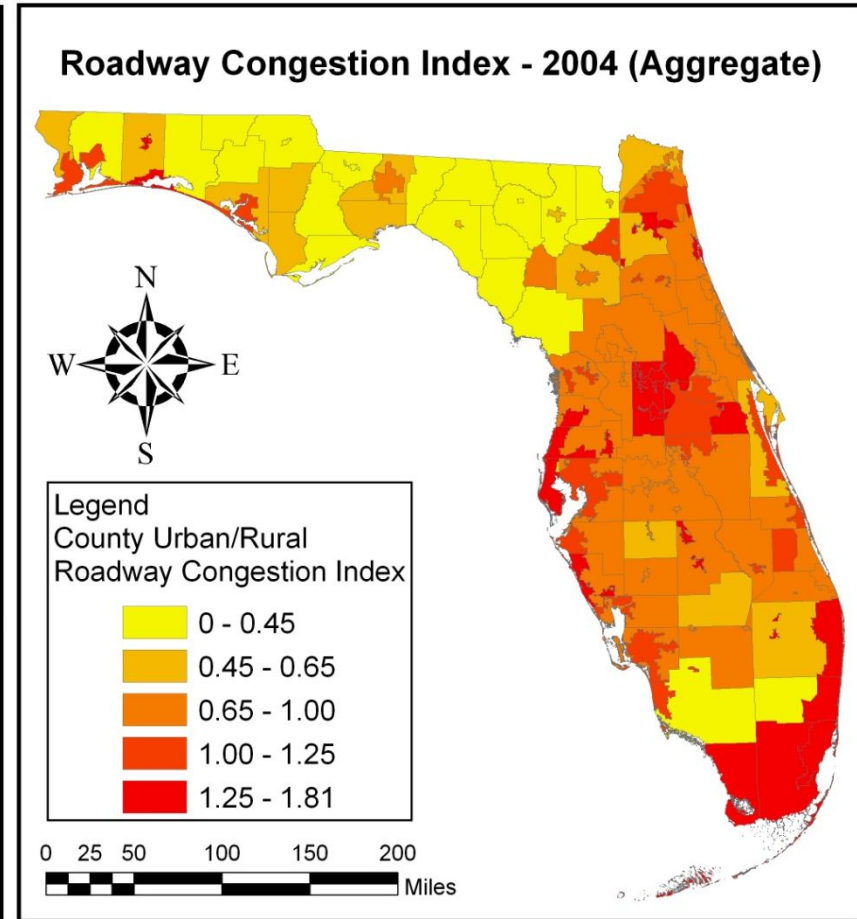 Roadway Congestion Index - 2004 (Aggregate)
N
W E
S
Legend
County Urban/Rural
Roadway Congestion Index
0 - 0.45
0.45 - 0.65
0.65 - 1.00
1.00 - 1.25
1.25 - 1.81
0 25 50 100 150 200
Miles